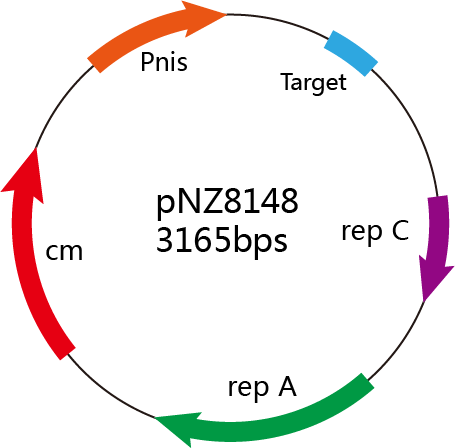 Pnis
Target
pNZ8148
3165bps
rep C
cm
rep A